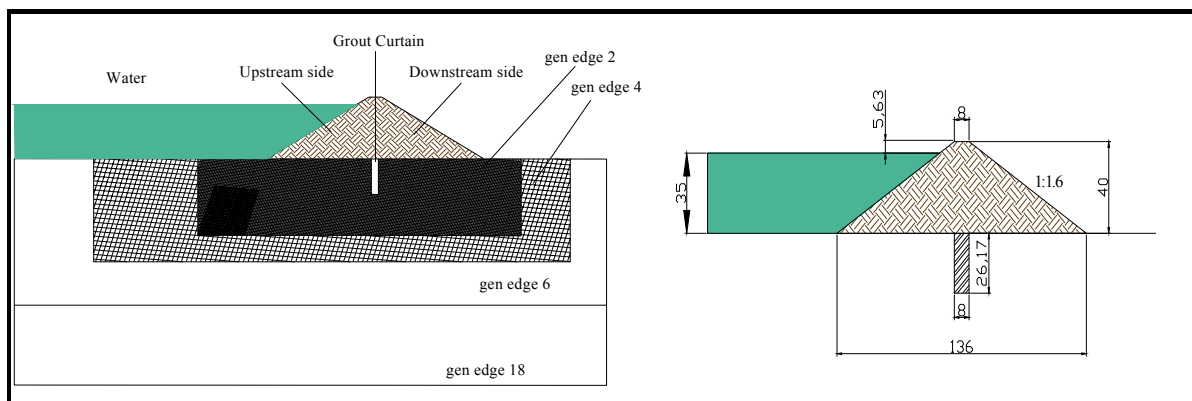 Grout Curtain
gen edge 2
Water
Upstream side
Downstream side
gen edge 4
gen edge 6
gen edge 18
5,63
8
35
1:1.6
40
26,17
8
136